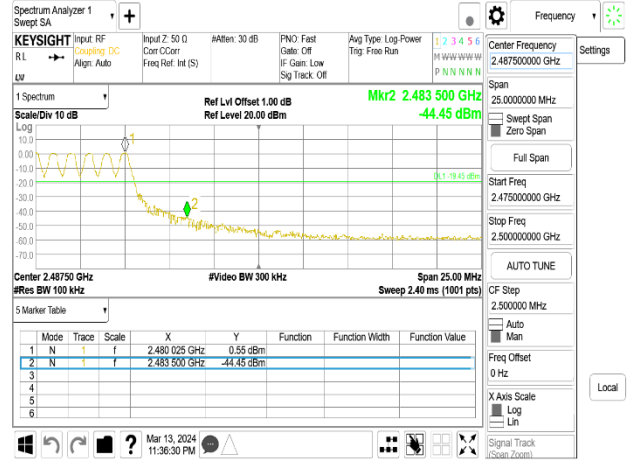 Spectrum Analyzer 1
Swept SA
▼
+
Frequency
▼
KEYSIGHT Input: RF Input Z: 50 Ω #Atten: 30 dB PNO: Fast Avg Type: Log-Power 1 2 3 4 5 6
RL Coupling: DC Corr CCorr Gate: Off Trig: Free Run M W W W W W
Align: Auto Freq Ref: Int (S) IF Gain: Low P N N N N N
LW Sig Track: Off
1 Spectrum ▼
Mkr2 2.483 500 GHz
Ref Lvl Offset 1.00 dB
Scale/Div 10 dB Ref Level 20.00 dBm -44.45 dBm
Log
10.0
0.00
-10.0
-20.0
-30.0
-40.0
-50.0
-60.0
-70.0
1
2
DL1 -19.45 dBm
Center 2.48750 GHz #Video BW 300 kHz Span 25.00 MHz
#Res BW 100 kHz Sweep 2.40 ms (1001 pts)
5 Marker Table ▼
Mode Trace Scale X Y Function Function Width Function Value
1 N 1 f 2.480 025 GHz 0.55 dBm
2 N 1 f 2.483 500 GHz -44.45 dBm
3
4
5
6
?
Mar 13, 2024
11:36:30 PM
Center Frequency
2.487500000 GHz
Settings
Span
25.0000000 MHz
Swept Span
Zero Span
Full Span
Start Freq
2.475000000 GHz
Stop Freq
2.500000000 GHz
AUTO TUNE
CF Step
2.500000 MHz
Auto
Man
Freq Offset
0 Hz
X Axis Scale
Log
Lin
Local
Signal Track
(Span Zoom)